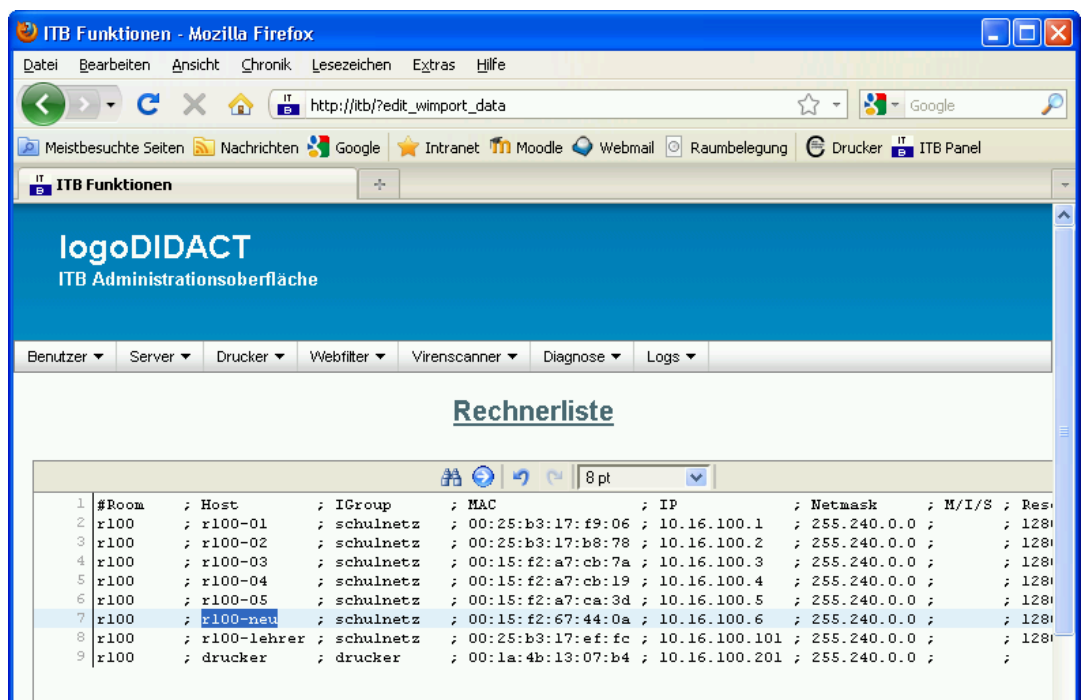 ITB Funktionen - Mozilla Firefox
Datei Bearbeiten Ansicht Chronik Lesezeichen Extras Hilfe
IT B http://itb/?edit_wimport_data Google
Meistbesuchte Seiten Nachrichten Google Intranet Moodle Webmail Raumbelegung Drucker ITB Panel
ITB Funktionen
logoDIDACT
ITB Administrationsoberfläche
Benutzer Server Drucker Webfilter Virenscanner Diagnose Logs
Rechnerliste
8 pt
1 #Room ; Host ; IGroup ; MAC ; IP ; Netmask ; M/I/S ;
2 r100 ; r100-01 ; schulnetz ; 00:25:b3:17:f9:06 ; 10.16.100.1 ; 255.240.0.0 ; ; 128
3 r100 ; r100-02 ; schulnetz ; 00:25:b3:17:b8:78 ; 10.16.100.2 ; 255.240.0.0 ; ; 128
4 r100 ; r100-03 ; schulnetz ; 00:15:f2:a7:cb:7a ; 10.16.100.3 ; 255.240.0.0 ; ; 128
5 r100 ; r100-04 ; schulnetz ; 00:15:f2:a7:cb:19 ; 10.16.100.4 ; 255.240.0.0 ; ; 128
6 r100 ; r100-05 ; schulnetz ; 00:15:f2:a7:ca:3d ; 10.16.100.5 ; 255.240.0.0 ; ; 128
7 r100 ; r100-neu ; schulnetz ; 00:15:f2:67:44:0a ; 10.16.100.6 ; 255.240.0.0 ; ; 128
8 r100 ; r100-lehrer ; schulnetz ; 00:25:b3:17:ef:fc ; 10.16.100.101 ; 255.240.0.0 ; ; 128
9 r100 ; drucker ; drucker ; 00:1a:4b:13:07:b4 ; 10.16.100.201 ; 255.240.0.0 ; ;